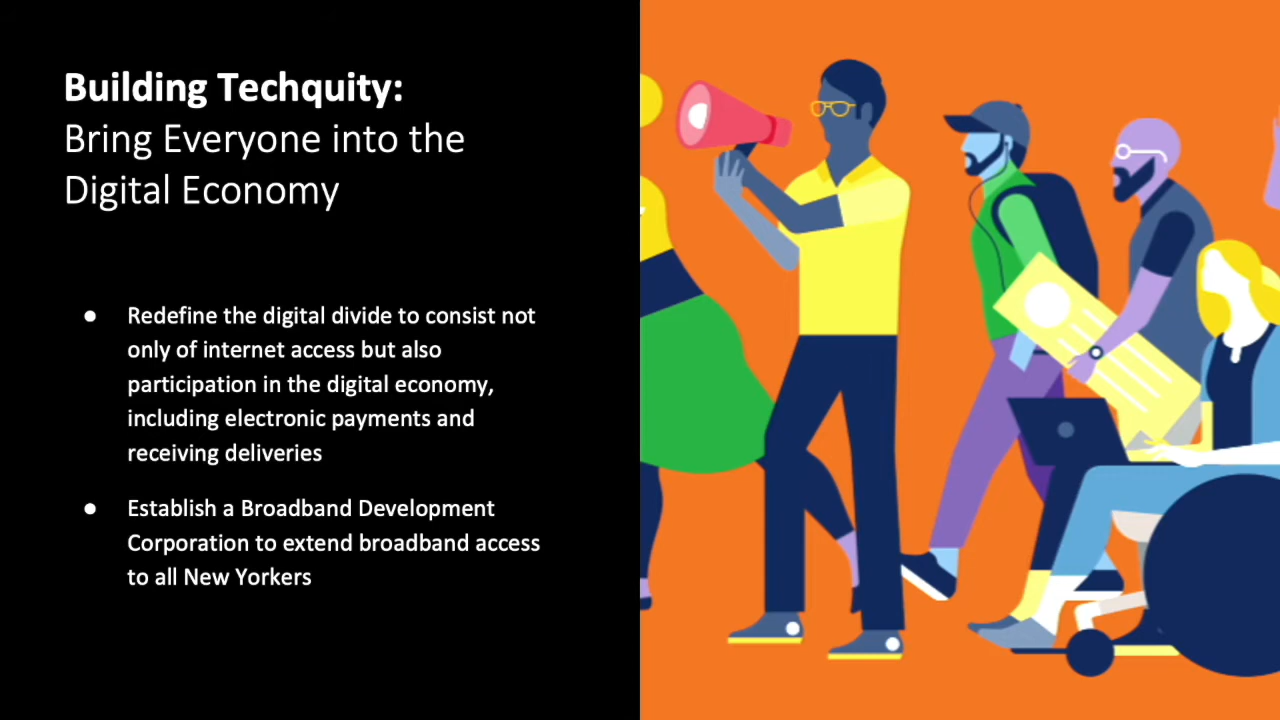 Building Techquity:
Bring Everyone into the
Digital Economy
● Redefine the digital divide to consist not
only of internet access but also
participation in the digital economy,
including electronic payments and
receiving deliveries
● Establish a Broadband Development
Corporation to extend broadband access
to all New Yorkers